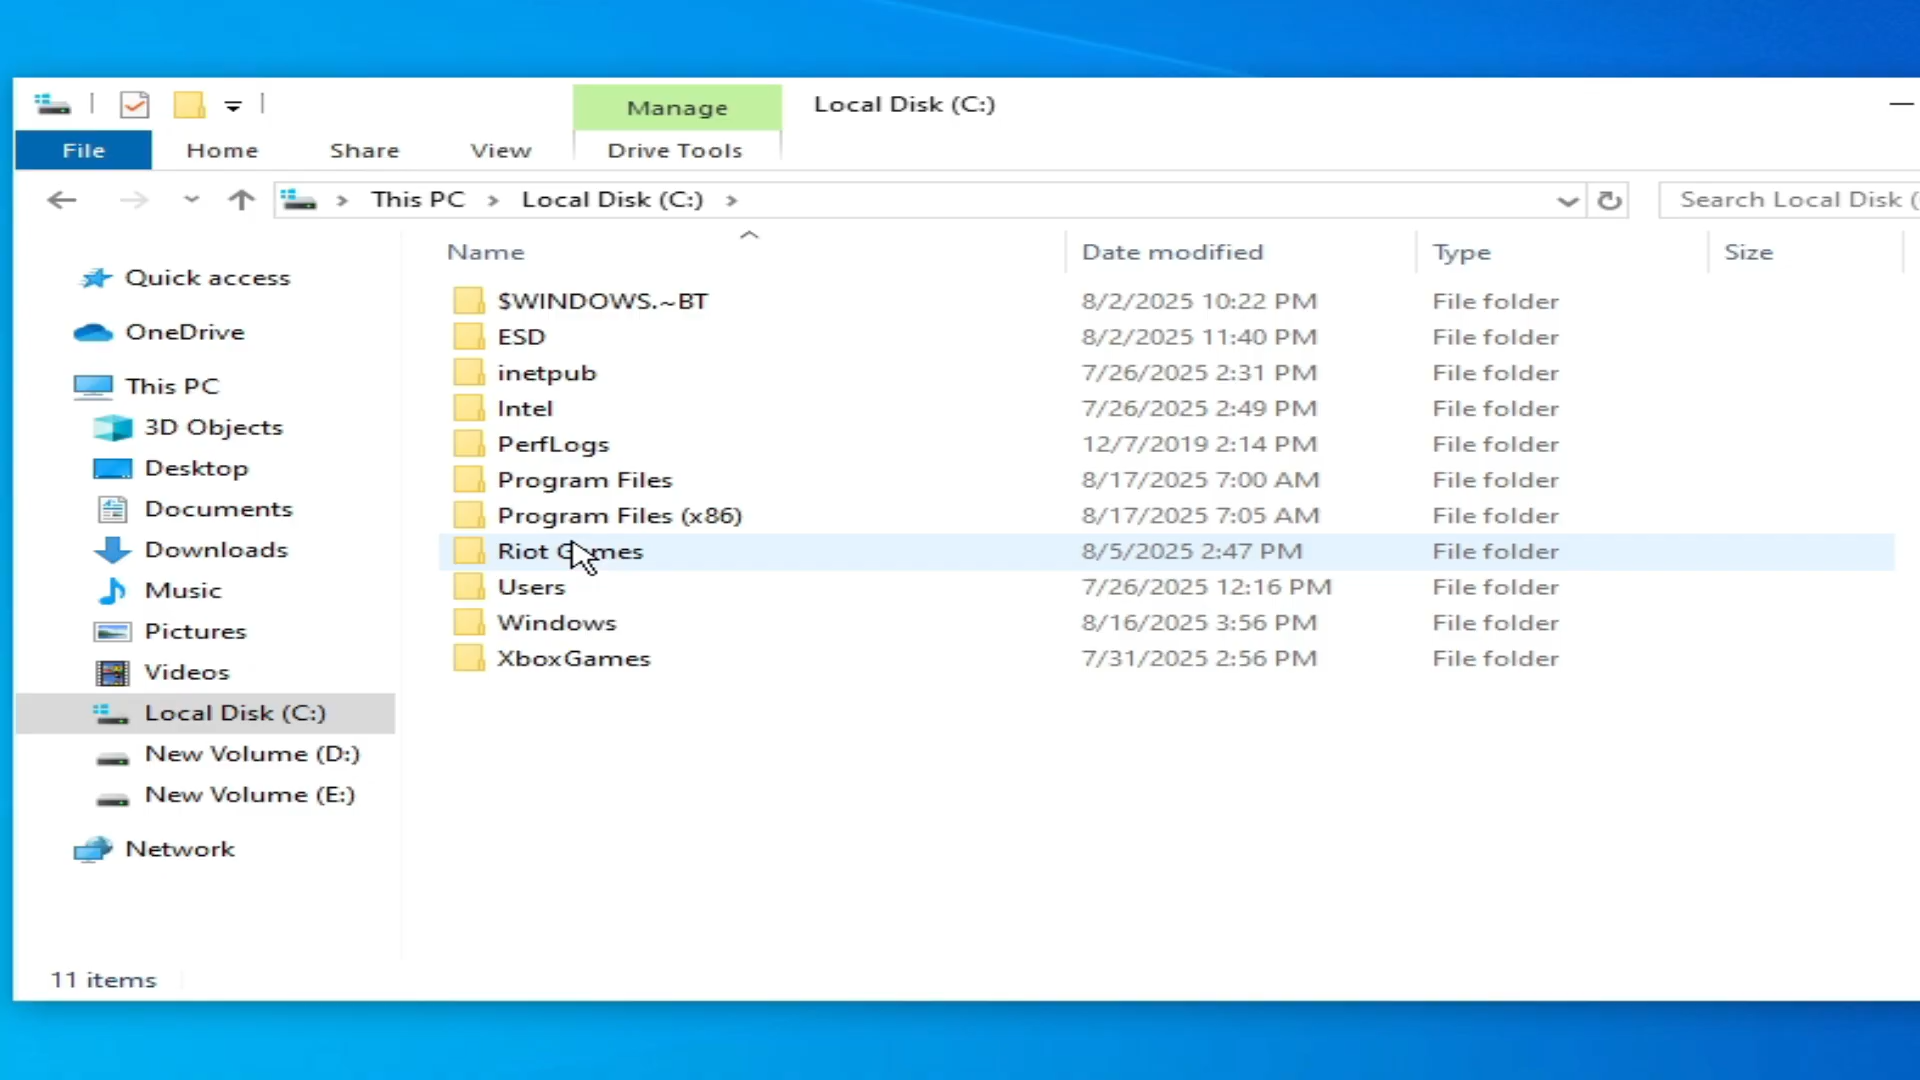 Manage
Local Disk (C:)
File
Home
Share
View
Drive Tools
This PC
Local Disk (C:)
Search Local Disk (
Name
Date modified
Type
Size
Quick access
OneDrive
This PC
3D Objects
Desktop
Documents
Downloads
Music
Pictures
Videos
Local Disk (C:)
New Volume (D:)
New Volume (E:)
Network
$WINDOWS.~BT 8/2/2025 10:22 PM File folder
ESD 8/2/2025 11:40 PM File folder
inetpub 7/26/2025 2:31 PM File folder
Intel 7/26/2025 2:49 PM File folder
PerfLogs 12/7/2019 2:14 PM File folder
Program Files 8/17/2025 7:00 AM File folder
Program Files (x86) 8/17/2025 7:05 AM File folder
Riot Games 8/5/2025 2:47 PM File folder
Users 7/26/2025 12:16 PM File folder
Windows 8/16/2025 3:56 PM File folder
XboxGames 7/31/2025 2:56 PM File folder
11 items